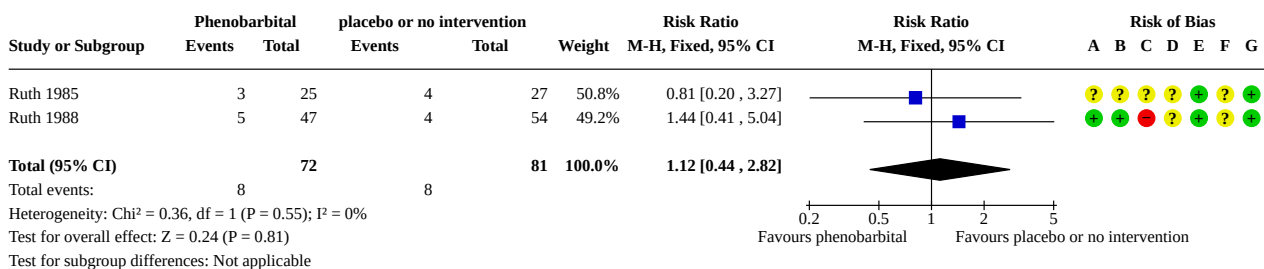 Phenobarbital placebo or no intervention Risk Ratio Risk Ratio Risk of Bias
Study or Subgroup Events Total Events Total Weight M-H, Fixed, 95% CI M-H, Fixed, 95% CI A B C D E F G
Ruth 1985 3 25 4 27 50.8% 0.81 [0.20 , 3.27] ? ? ? ? + ? +
Ruth 1988 5 47 4 54 49.2% 1.44 [0.41 , 5.04] + + − ? + ? +
Total (95% CI) 72 81 100.0% 1.12 [0.44 , 2.82]
Total events: 8 8
Heterogeneity: Chi² = 0.36, df = 1 (P = 0.55); I² = 0%
0.2 0.5 1 2 5
Test for overall effect: Z = 0.24 (P = 0.81) Favours phenobarbital Favours placebo or no intervention
Test for subgroup differences: Not applicable